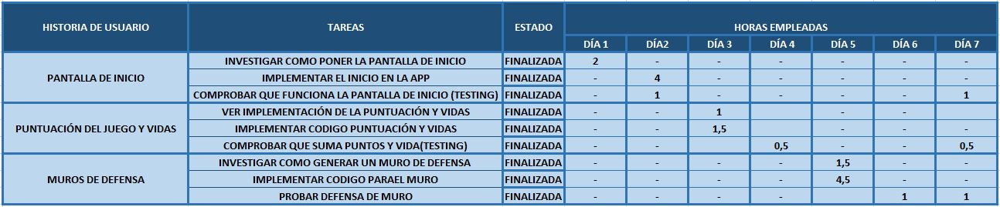 HISTORIA DE USUARIO TAREAS ESTADO HORAS EMPLEADAS
DÍA 1 DÍA2 DÍA 3 DÍA 4 DÍA 5 DÍA 6 DÍA 7
PANTALLA DE INICIO
INVESTIGAR COMO PONER LA PANTALLA DE INICIO FINALIZADA 2 - - - - - -
IMPLEMENTAR EL INICIO EN LA APP FINALIZADA - 4 - - - - -
COMPROBAR QUE FUNCIONA LA PANTALLA DE INICIO (TESTING) FINALIZADA - 1 - - - - 1
PUNTUACIÓN DEL JUEGO Y VIDAS
VER IMPLEMENTACIÓN DE LA PUNTUACIÓN Y VIDAS FINALIZADA - - 1 - - - -
IMPLEMENTAR CODIGO PUNTUACIÓN Y VIDAS FINALIZADA - - 1,5 - - - -
COMPROBAR QUE SUMA PUNTOS Y VIDA(TESTING) FINALIZADA - - - 0,5 - - 0,5
MUROS DE DEFENSA
INVESTIGAR COMO GENERAR UN MURO DE DEFENSA FINALIZADA - - - - 1,5 - -
IMPLEMENTAR CODIGO PARAEL MURO FINALIZADA - - - - 4,5 - -
PROBAR DEFENSA DE MURO FINALIZADA - - - - - 1 1